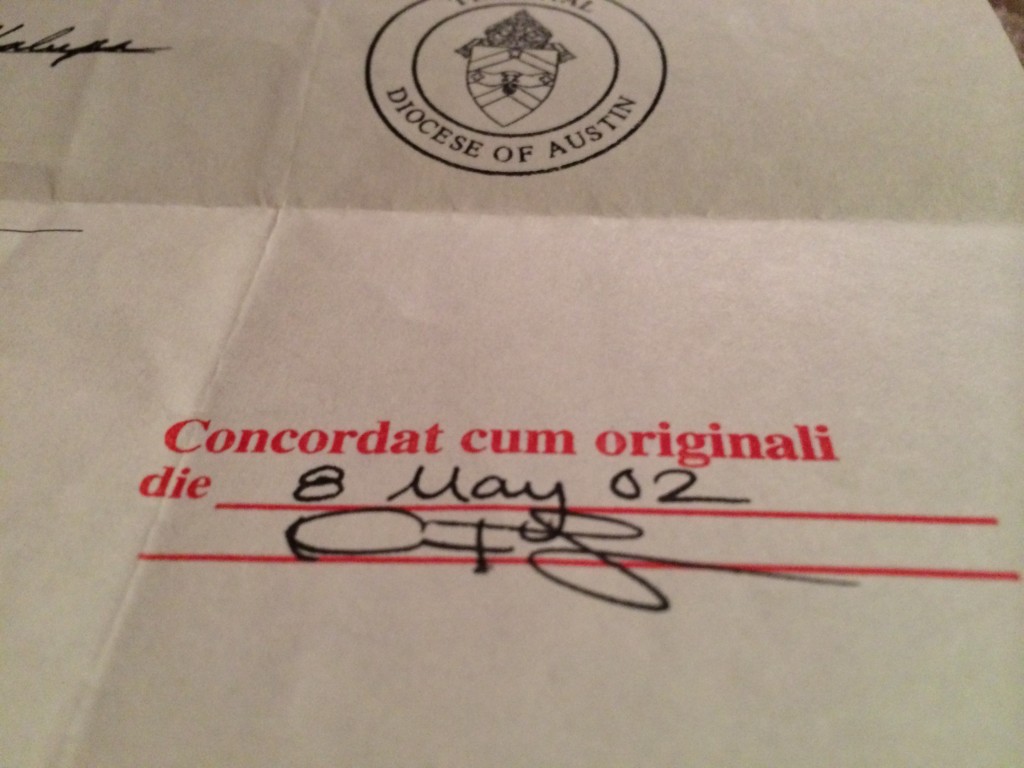 DIOCESE OF AUSTIN
Concordat cum originali
die 8 May 02